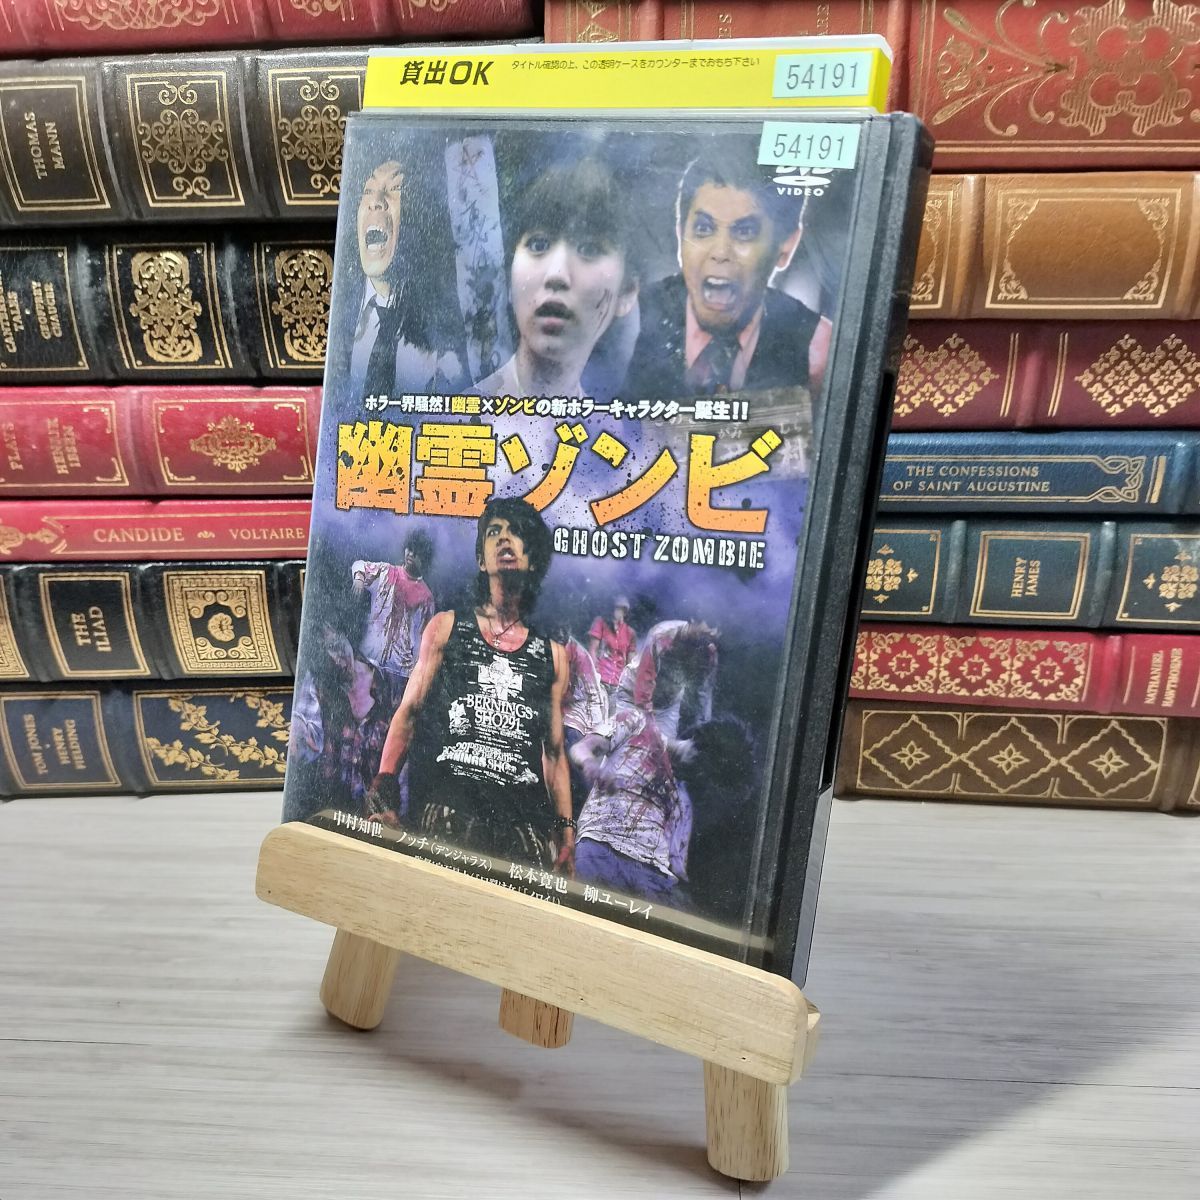 貸出OK
タイトル確認の上、この透明ケースをカウンターまでおもち下さい
54191
54191
VIDEO
ホラー界騒然!幽霊×ゾンビの新ホラーキャラクター誕生!!
幽霊ゾンビ
GHOST ZOMBIE
BERNINGS
SHO291
中村知世 ノッチ(デンジャラス) 松本寛也 柳ユーレイ
THOMAS
MANN
GEOFFREY
PLAYS
HENRIK
IBSEN
CANDIDE VOLTAIRE
THE
ILIAD
TOM JONES
HENRY
FIELDING
THE CONFESSIONS
OF SAINT AUGUSTINE
HENRY
JAMES
NATHANIEL
HAWTHORNE